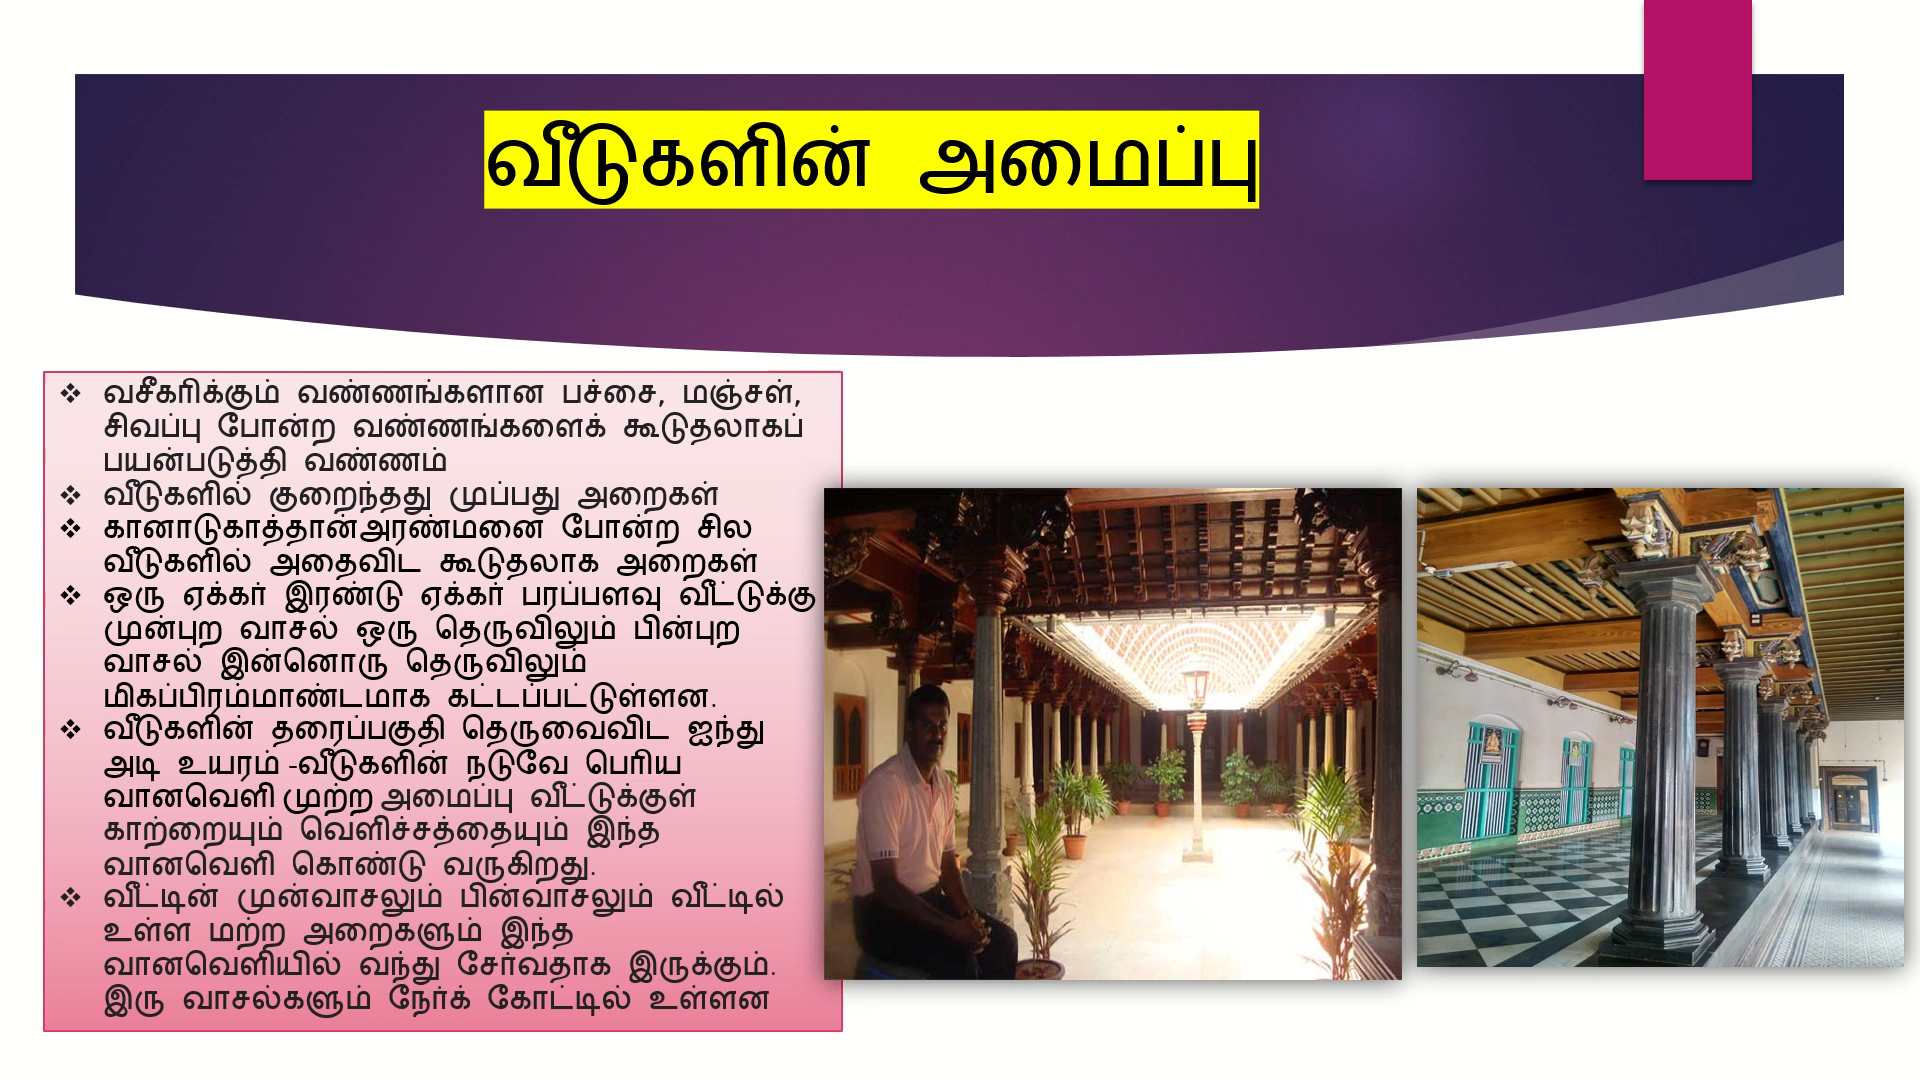 வீடுகளின் அமைப்பு
❖ வசீகரிக்கும் வண்ணங்களான பச்சை, மஞ்சள்,
சிவப்பு போன்ற வண்ணங்களைக் கூடுதலாகப்
பயன்படுத்தி வண்ணம்
❖ வீடுகளில் குறைந்தது முப்பது அறைகள்
❖ கானாடுகாத்தான்அரண்மனை போன்ற சில
வீடுகளில் அதைவிட கூடுதலாக அறைகள்
❖ ஒரு ஏக்கர் இரண்டு ஏக்கர் பரப்பளவு வீட்டுக்கு
முன்புற வாசல் ஒரு தெருவிலும் பின்புற
வாசல் இன்னொரு தெருவிலும்
மிகப்பிரம்மாண்டமாக கட்டப்பட்டுள்ளன.
❖ வீடுகளின் தரைப்பகுதி தெருவைவிட ஐந்து
அடி உயரம் -வீடுகளின் நடுவே பெரிய
வானவெளி முற்ற அமைப்பு வீட்டுக்குள்
காற்றையும் வெளிச்சத்தையும் இந்த
வானவெளி கொண்டு வருகிறது.
❖ வீட்டின் முன்வாசலும் பின்வாசலும் வீட்டில்
உள்ள மற்ற அறைகளும் இந்த
வானவெளியில் வந்து சேர்வதாக இருக்கும்.
இரு வாசல்களும் நேர்க் கோட்டில் உள்ளன